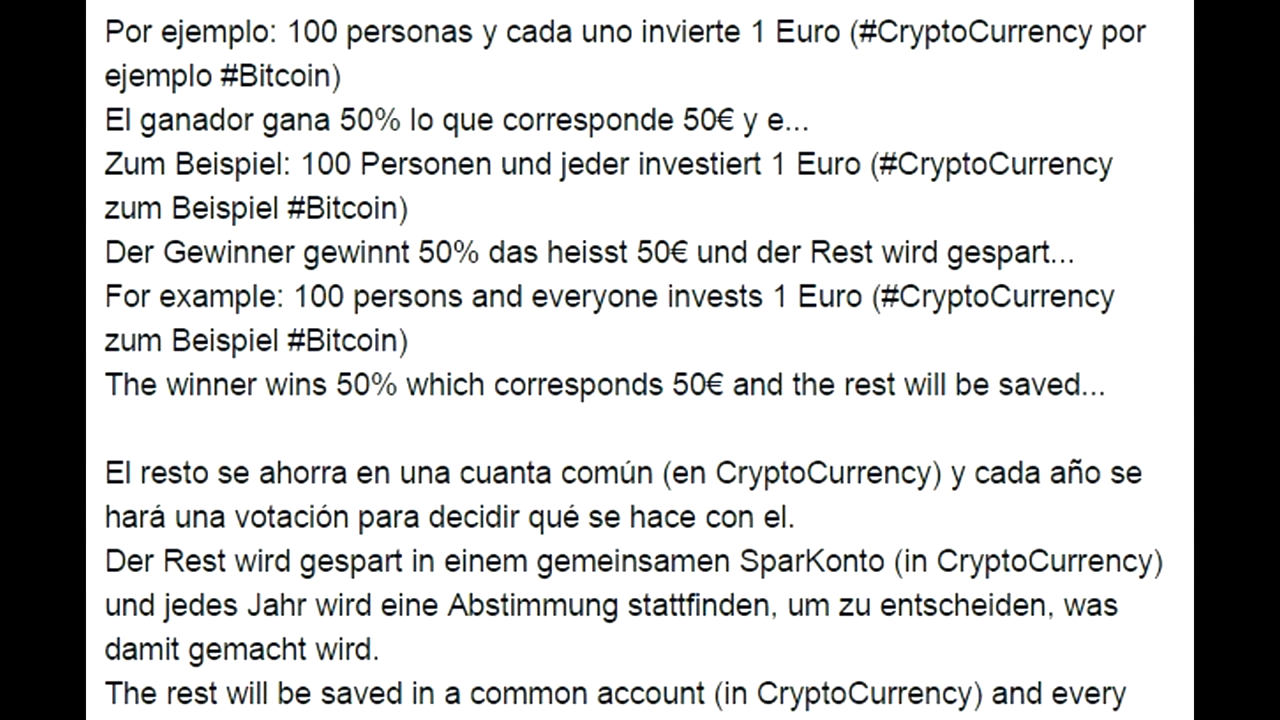 Por ejemplo: 100 personas y cada uno invierte 1 Euro (#CryptoCurrency por
ejemplo #Bitcoin)
El ganador gana 50% lo que corresponde 50€ y e...
Zum Beispiel: 100 Personen und jeder investiert 1 Euro (#CryptoCurrency
zum Beispiel #Bitcoin)
Der Gewinner gewinnt 50% das heisst 50€ und der Rest wird gespart...
For example: 100 persons and everyone invests 1 Euro (#CryptoCurrency
zum Beispiel #Bitcoin)
The winner wins 50% which corresponds 50€ and the rest will be saved...
El resto se ahorra en una cuanta común (en CryptoCurrency) y cada año se
hará una votación para decidir qué se hace con el.
Der Rest wird gespart in einem gemeinsamen SparKonto (in CryptoCurrency)
und jedes Jahr wird eine Abstimmung stattfinden, um zu entscheiden, was
damit gemacht wird.
The rest will be saved in a common account (in CryptoCurrency) and every